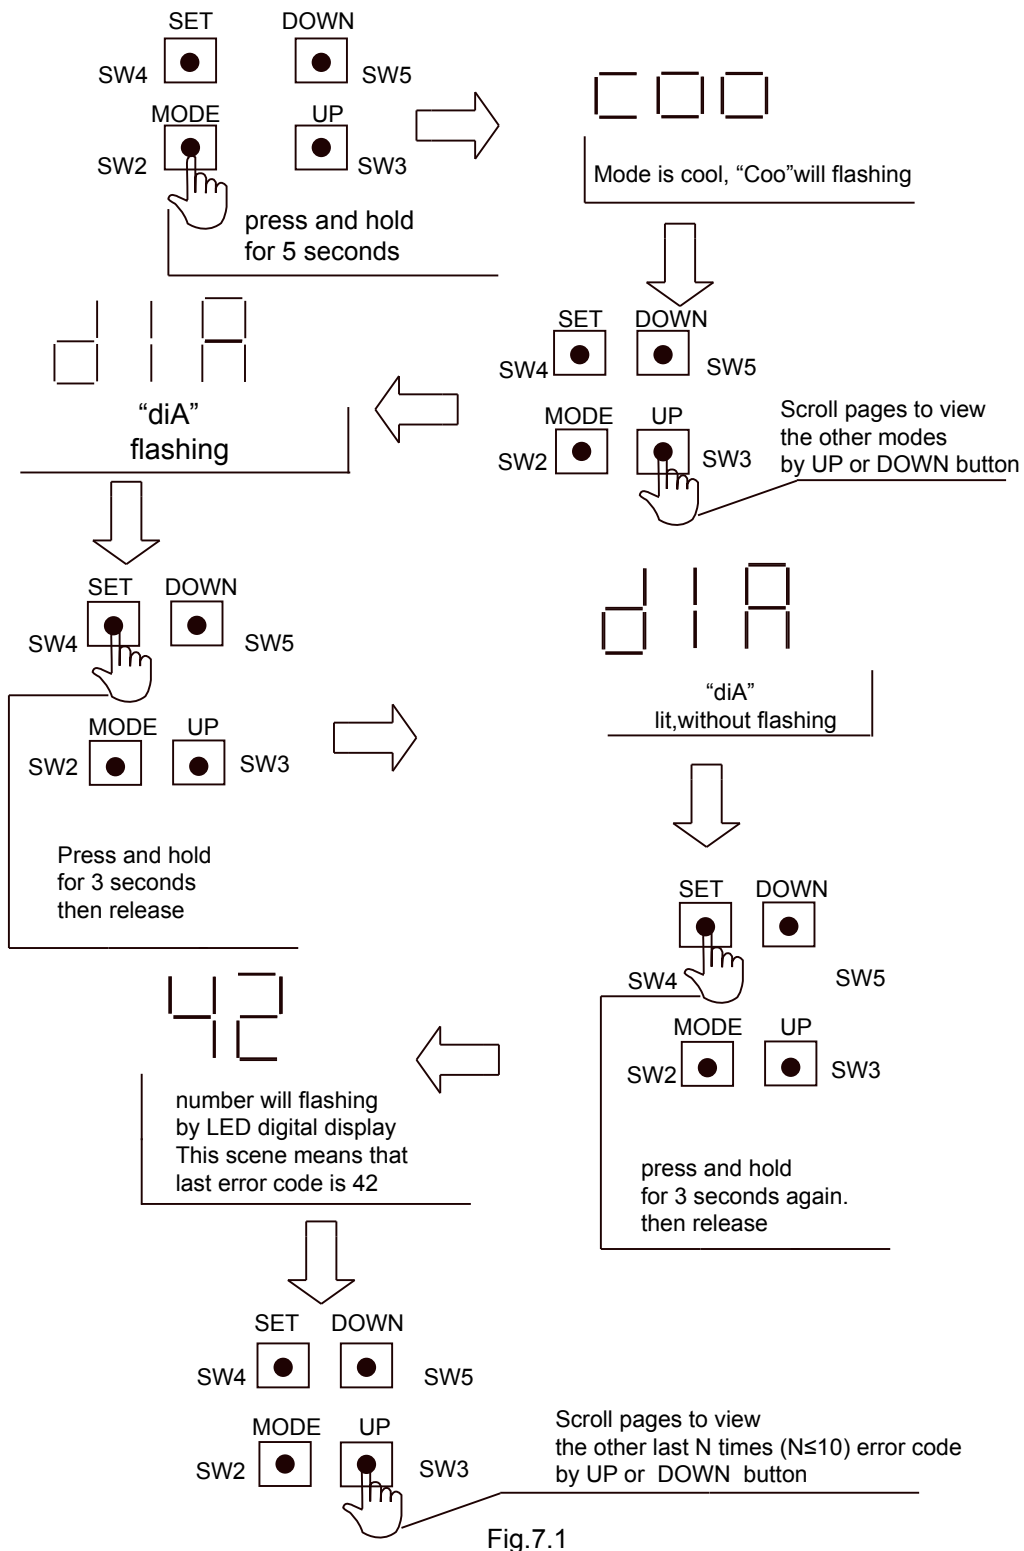 SET DOWN
SW4 SW5
MODE UP
SW2 SW3
press and hold
for 5 seconds
Coo
Mode is cool, “Coo”will flashing
SET DOWN
SW4 SW5
MODE UP
SW2 SW3
Scroll pages to view
the other modes
by UP or DOWN button
diA
“diA”
flashing
SET DOWN
SW4 SW5
MODE UP
SW2 SW3
Press and hold
for 3 seconds
then release
diA
“diA”
lit,without flashing
SET DOWN
SW4 SW5
MODE UP
SW2 SW3
press and hold
for 3 seconds again.
then release
42
number will flashing
by LED digital display
This scene means that
last error code is 42
SET DOWN
SW4 SW5
MODE UP
SW2 SW3
Scroll pages to view
the other last N times (N≤10) error code
by UP or DOWN button
Fig.7.1